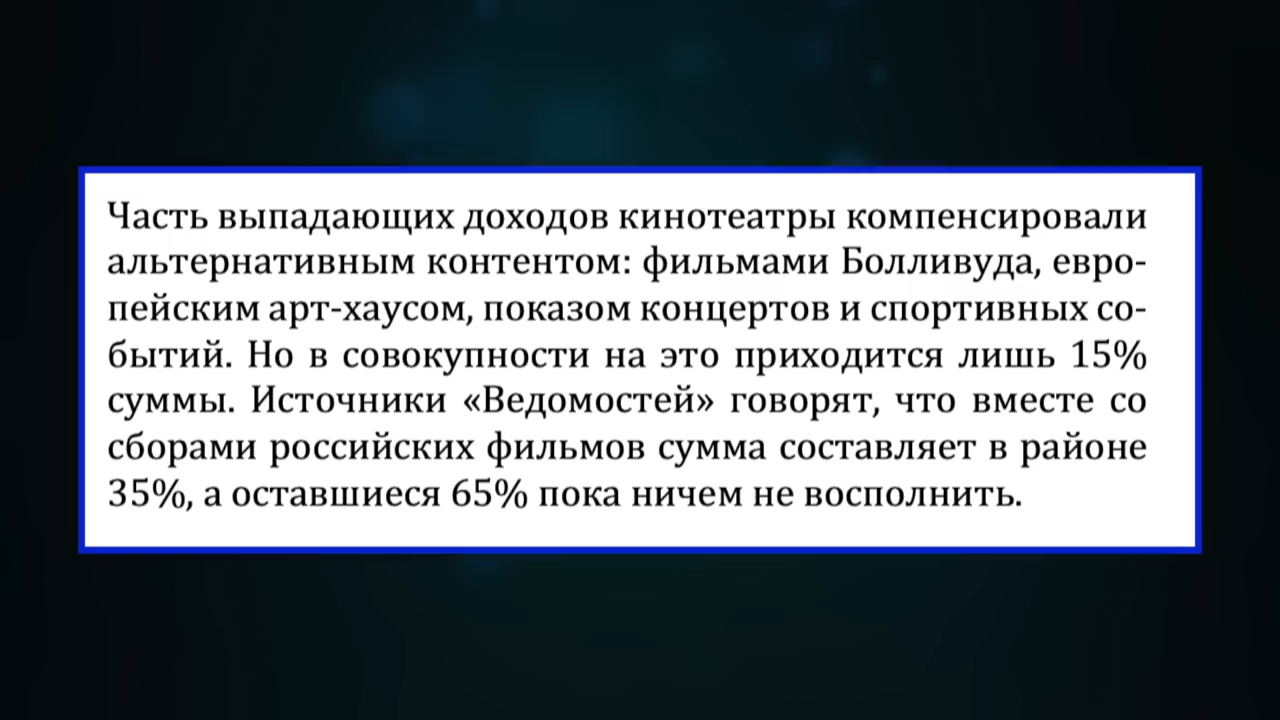 Часть выпадающих доходов кинотеатры компенсировали
альтернативным контентом: фильмами Болливуда, евро-
пейским арт-хаусом, показом концертов и спортивных со-
бытий. Но в совокупности на это приходится лишь 15%
суммы. Источники «Ведомостей» говорят, что вместе со
сборами российских фильмов сумма составляет в районе
35%, а оставшиеся 65% пока ничем не восполнить.